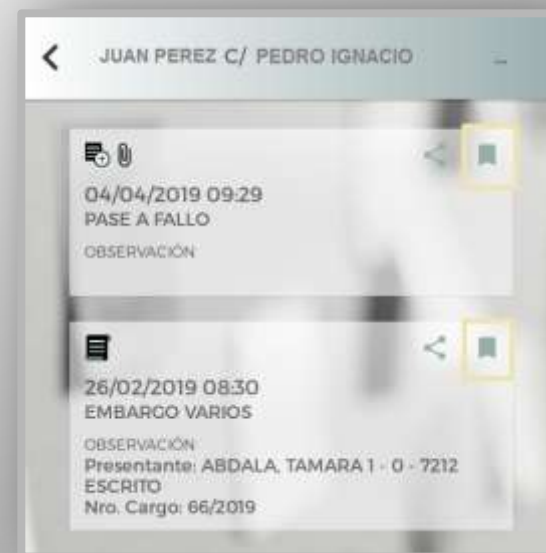 JUAN PEREZ C/ PEDRO IGNACIO
04/04/2019 09:29
PASE A FALLO
OBSERVACIÓN
26/02/2019 08:30
EMBARGO VARIOS
OBSERVACIÓN
Presentante: ABDALA, TAMARA 1 - 0 - 7212
ESCRITO
Nro. Cargo: 66/2019